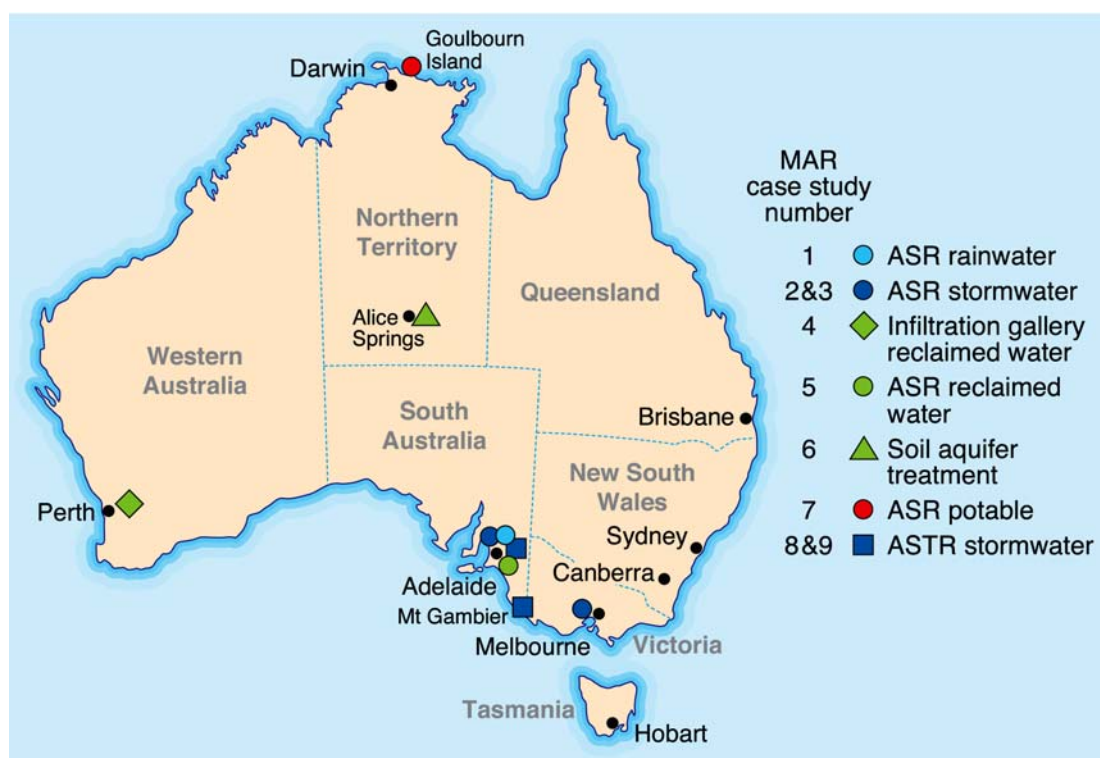 Goulbourn
Island
Darwin
Northern
Territory
Queensland
Alice
Springs
Western
Australia
South
Australia
Brisbane
New South
Wales
Perth
Sydney
Canberra
Adelaide
Mt Gambier
Melbourne
Victoria
Tasmania
Hobart
MAR
case study
number
1 ASR rainwater
2&3 ASR stormwater
4 Infiltration gallery
reclaimed water
5 ASR reclaimed
water
6 Soil aquifer
treatment
7 ASR potable
8&9 ASTR stormwater